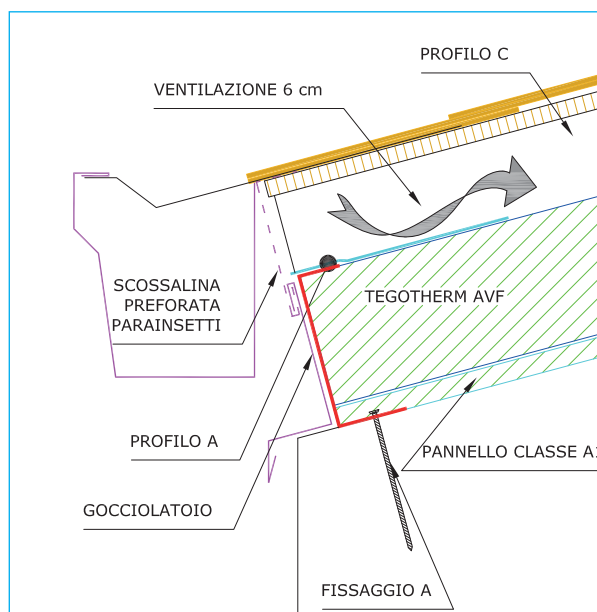 PROFILO C
VENTILAZIONE 6 cm
SCOSSALINA
PREFORATA
PARAINSETTI
TEGOTHERM AVF
PROFILO A
PANNELLO CLASSE A1
GOCCIOLATOIO
FISSAGGIO A